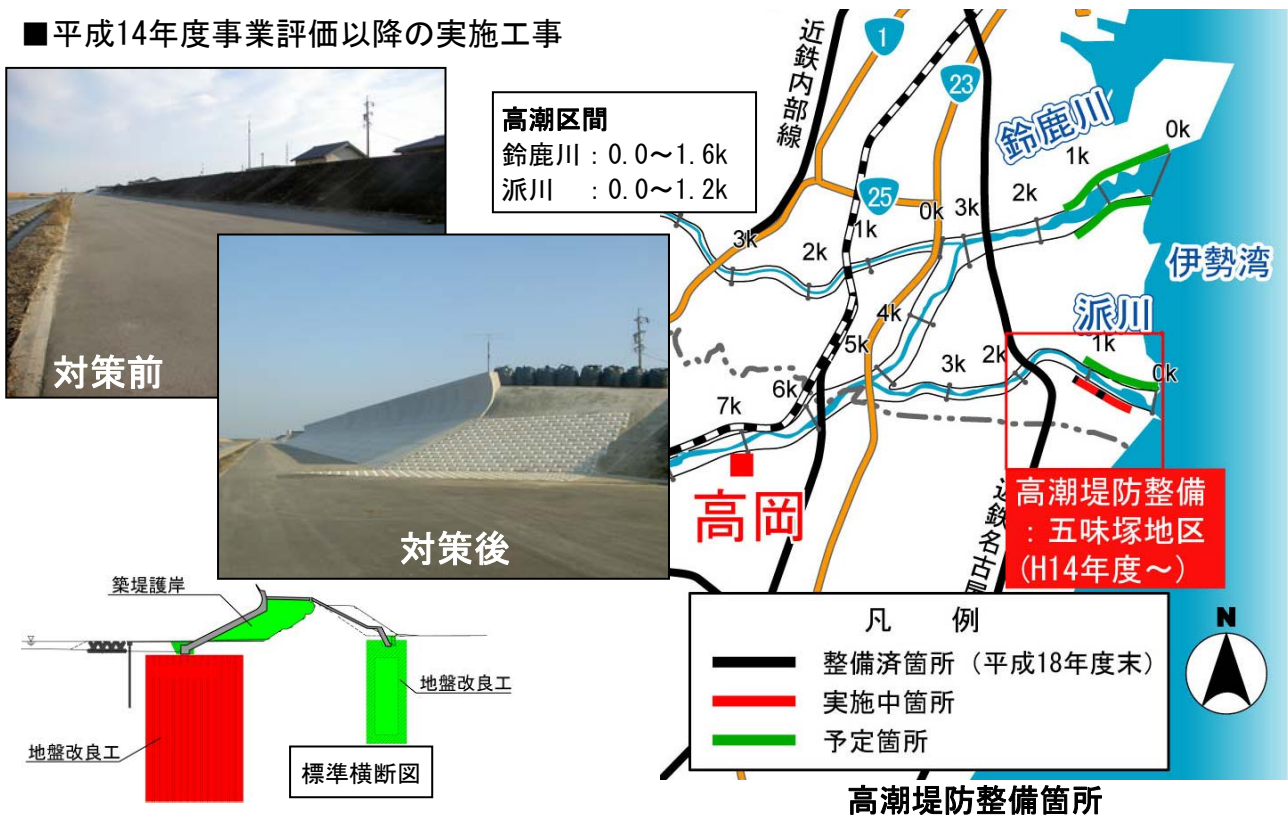 ■平成14年度事業評価以降の実施工事
対策前
対策後
高潮区間
鈴鹿川：0.0～1.6k
派川　：0.0～1.2k
近鉄内部線
1
23
25
鈴鹿川
0k
1k
2k
3k
0k
1k
2k
3k
伊勢湾
派川
4k
5k
6k
7k
3k
2k
1k
0k
高岡
近鉄名古屋
高潮堤防整備
：五味塚地区
(H14年度～)
凡　例
整備済箇所（平成18年度末）
実施中箇所
予定箇所
N
高潮堤防整備箇所
築堤護岸
地盤改良工
地盤改良工
標準横断図